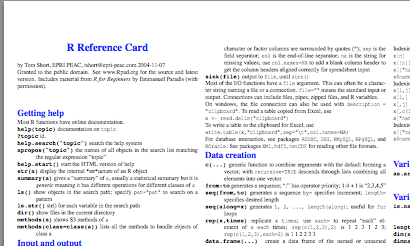 R Reference Card
by Tom Short, EPRI PEAC, tshort@epri-peac.com 2004-11-07
Granted to the public domain. See www.Rpad.org for the source and latest
version. Includes material from R for Beginners by Emmanuel Paradis (with
permission).
Getting help
Most R functions have online documentation.
help(topic) documentation on topic
?topic id.
help.search("topic") search the help system
apropos("topic") the names of all objects in the search list matching
the regular expression "topic"
help.start() start the HTML version of help
str(a) display the internal *str*ucture of an R object
summary(a) gives a "summary" of a, usually a statistical summary but it is
generic meaning it has different operations for different classes of a
ls() show objects in the search path; specify pat="pat" to search on a
pattern
ls.str() str() for each variable in the search path
dir() show files in the current directory
methods(a) shows S3 methods of a
methods(class=class(a)) lists all the methods to handle objects of
class a
Input and output
character or factor columns are surrounded by quotes ("); sep is the
field separator; eol is the end-of-line separator; na is the string for
missing values; use col.names=NA to add a blank column header to
get the column headers aligned correctly for spreadsheet input
sink(file) output to file, until sink()
Most of the I/O functions have a file argument. This can often be a charac-
ter string naming a file or a connection. file="" means the standard input or
output. Connections can include files, pipes, zipped files, and R variables.
On windows, the file connection can also be used with description =
"clipboard". To read a table copied from Excel, use
x <- read.delim("clipboard")
To write a table to the clipboard for Excel, use
write.table(x,"clipboard",sep="\t",col.names=NA)
For database interaction, see packages RODBC, DBI, RMySQL, RPgSQL, and
ROracle. See packages XML, hdf5, netCDF for reading other file formats.
Data creation
c(...) generic function to combine arguments with the default forming a
vector; with recursive=TRUE descends through lists combining all
elements into one vector
from:to generates a sequence; ":" has operator priority; 1:4 + 1 is "2,3,4,5"
seq(from,to) generates a sequence by= specifies increment; length=
specifies desired length
seq(along=x) generates 1, 2, ..., length(along); useful for for
loops
rep(x,times) replicate x times; use each= to repeat "each" el-
ement of x each times; rep(c(1,2,3),2) is 1 2 3 1 2 3;
rep(c(1,2,3),each=2) is 1 1 2 2 3 3
data.frame(...) create a data frame of the named or unnamed